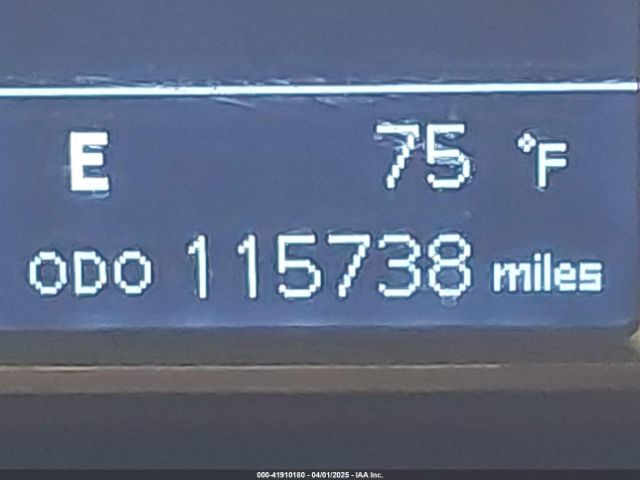 E 75 °F
ODO 115738 miles
000-41910180 - 04/01/2025 - IAA Inc.